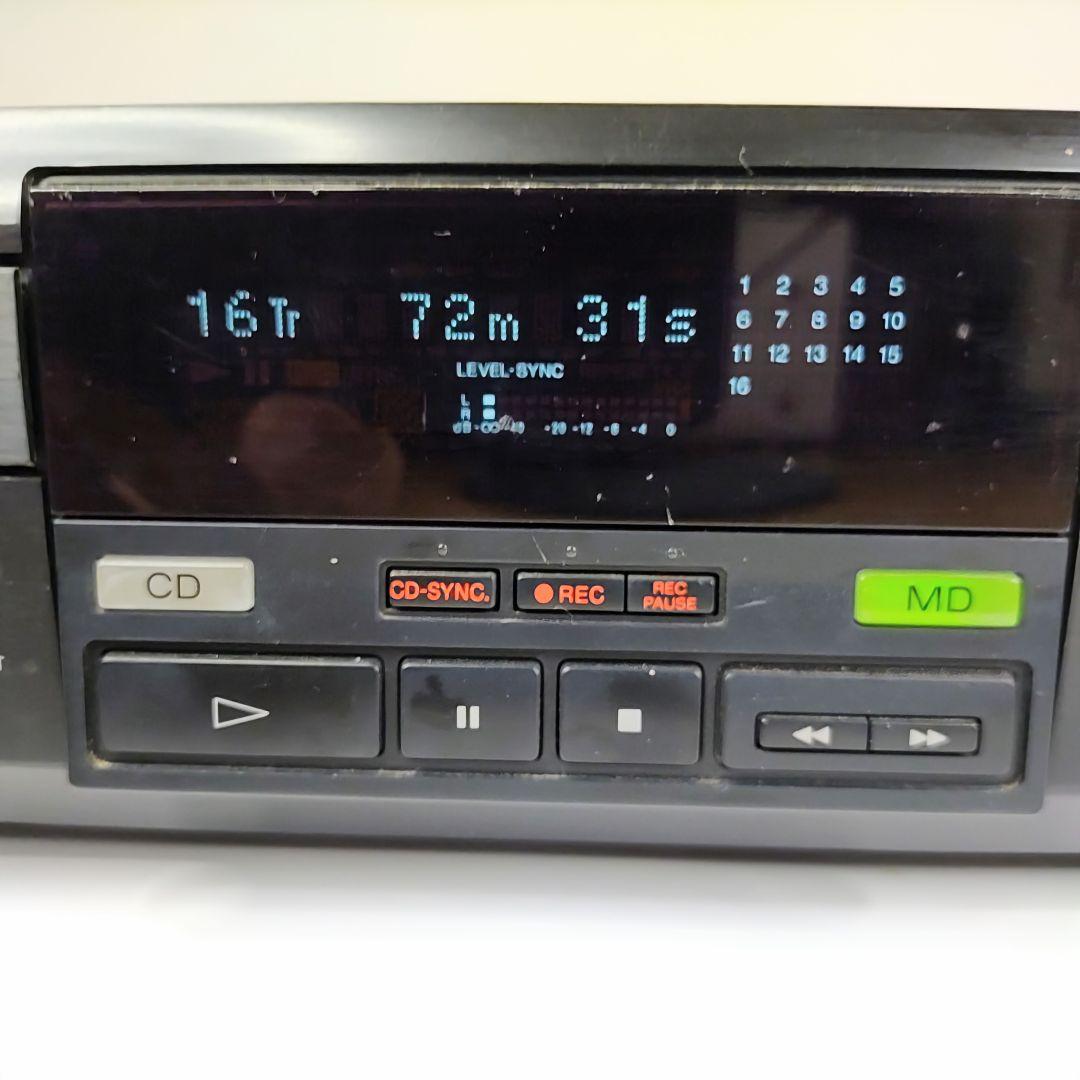 16Tr 72m 31s
1 2 3 4 5
6 7 8 9 10
11 12 13 14 15
16
LEVEL-SYNC
L
R
dB -∞ -20 -12 -8 -4 0
CD
CD-SYNC.
REC
REC
PAUSE
MD